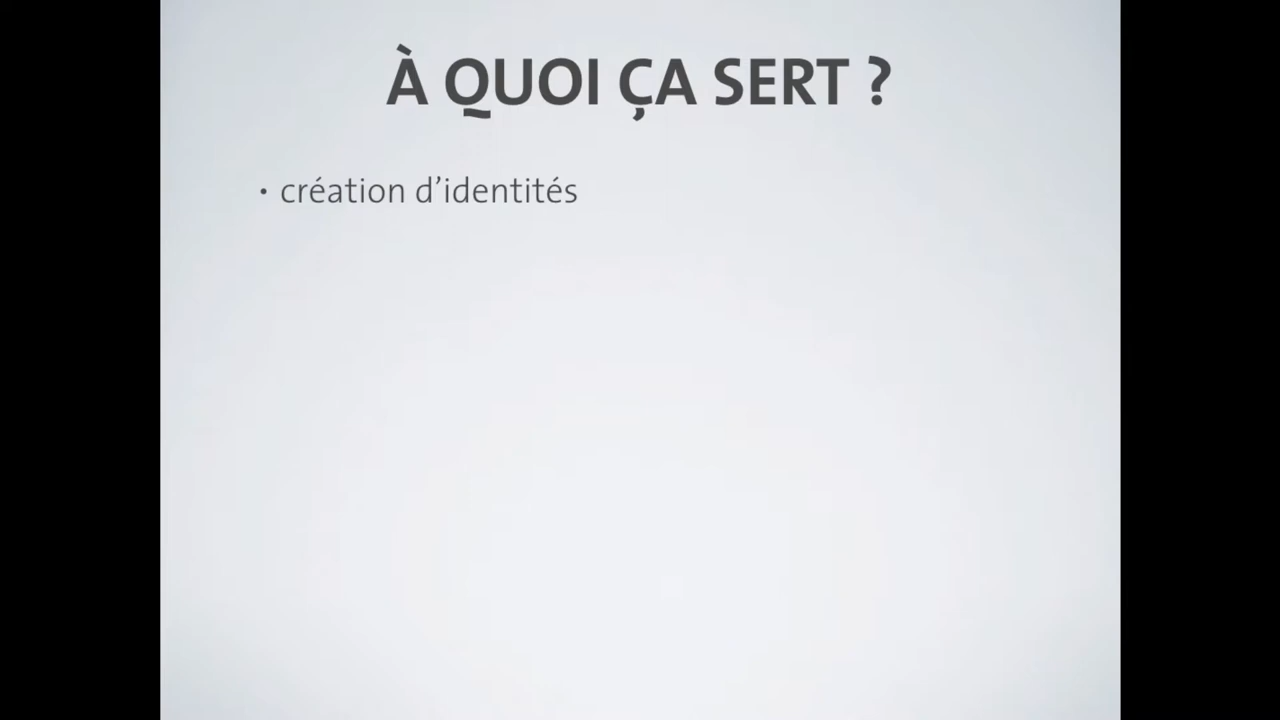 À QUOI ÇA SERT ?
• création d’identités